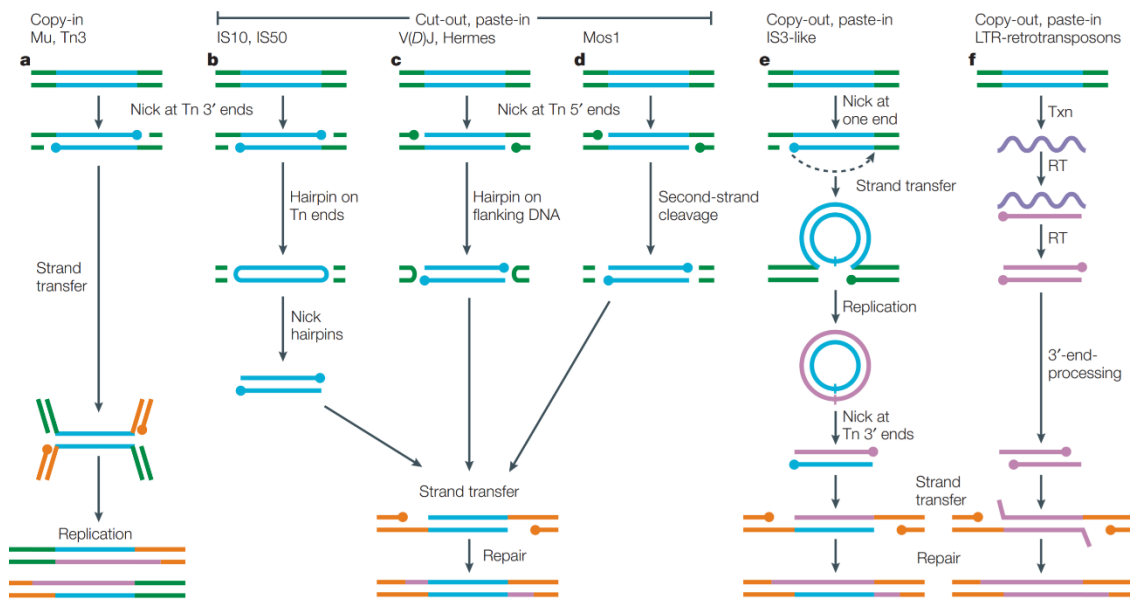 Copy-in
Mu, Tn3
Cut-out, paste-in
IS10, IS50
V(D)J, Hermes
Mos1
Copy-out, paste-in
IS3-like
Copy-out, paste-in
LTR-retrotransposons
a
b
c
d
e
f
Nick at Tn 3′ ends
Nick at Tn 5′ ends
Nick at
one end
Txn
RT
Strand transfer
RT
Hairpin on
Tn ends
Hairpin on
flanking DNA
Second-strand
cleavage
Strand
transfer
Nick
hairpins
Replication
3′-end-
processing
Nick at
Tn 3′ ends
Strand transfer
Strand
transfer
Replication
Repair
Repair